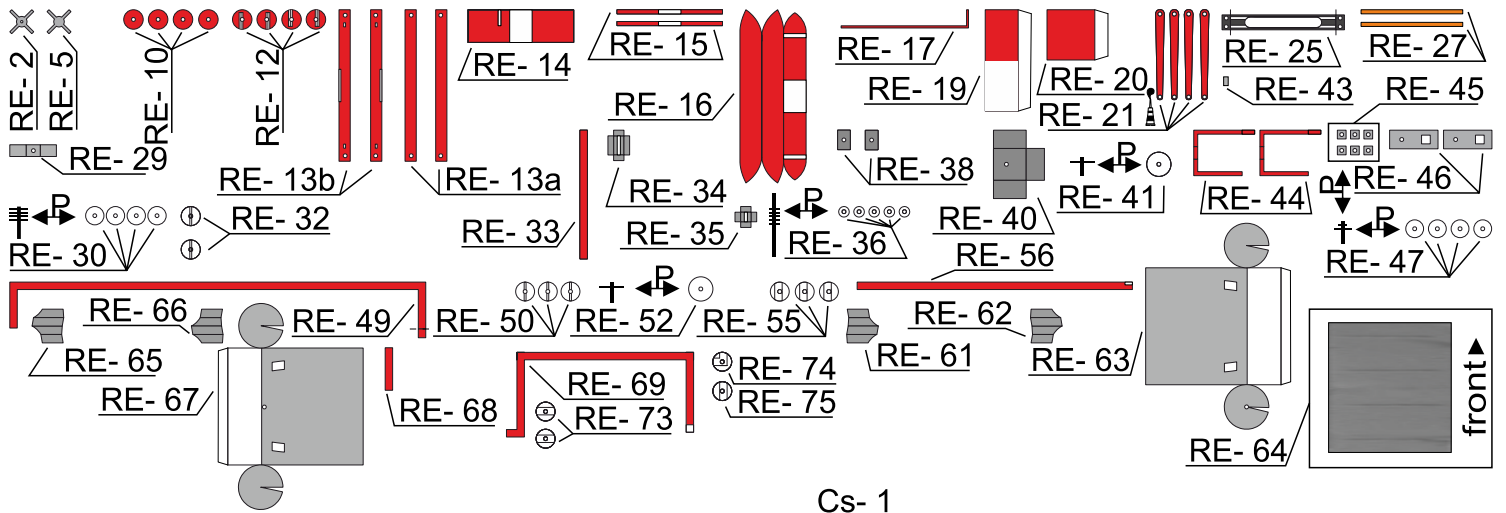 RE- 2
RE- 5
RE- 10
RE- 12
RE- 14
RE- 15
RE- 16
RE- 17
RE- 19
RE- 20
RE- 21
RE- 25
RE- 27
RE- 43
RE- 45
RE- 29
RE- 13b
RE- 13a
RE- 34
RE- 38
RE- 40
RE- 41
RE- 44
RE- 46
RE- 30
P
RE- 32
RE- 33
RE- 35
P
RE- 36
P
P
P
RE- 47
RE- 56
RE- 66
RE- 49
RE- 50
P
RE- 52
RE- 55
RE- 62
RE- 65
RE- 61
RE- 63
RE- 67
RE- 68
RE- 69
RE- 73
RE- 74
RE- 75
RE- 64
front
Cs- 1